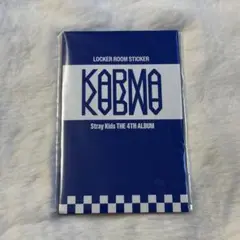 LOCKER ROOM STICKER
KARMA
Stray Kids THE 4TH ALBUM